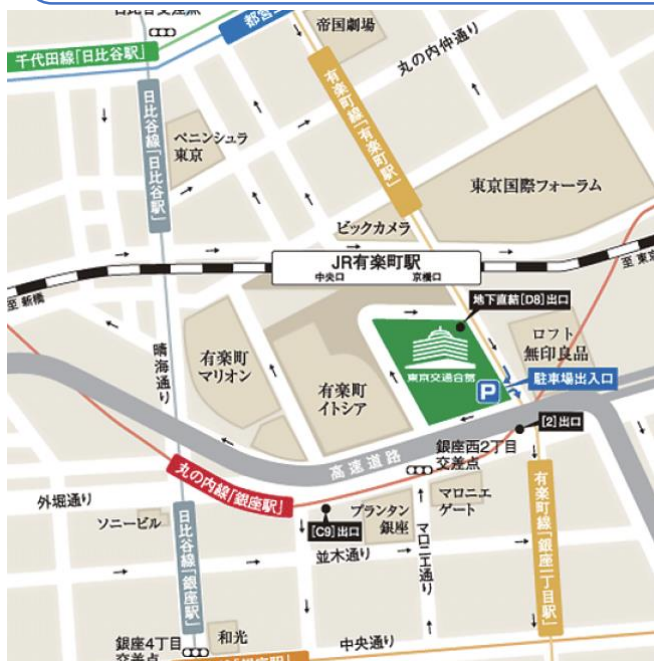 帝国劇場
千代田線「日比谷駅」
丸の内仲通り
日比谷線「日比谷駅」
ペニンシュラ
東京
有楽町線「有楽町駅」
東京国際フォーラム
ビックカメラ
JR有楽町駅
中央口
京橋口
至 新橋
地下直結[D8]出口
晴海通り
有楽町
マリオン
有楽町
イトシア
東京交通会館
ロフト
無印良品
P
駐車場出入口
[2]出口
高速道路
銀座西2丁目
交差点
丸の内線「銀座駅」
外堀通り
ソニービル
[C9]出口
プランタン
銀座
マロニエ
ゲート
マロニエ通り
並木通り
日比谷線「銀座駅」
有楽町線「銀座一丁目駅」
和光
銀座4丁目
交差点
中央通り